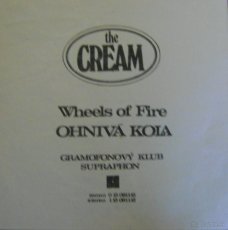 the
CREAM
Wheels of Fire
OHNIVÁ KOLA
GRAMOFONOVÝ KLUB
SUPRAPHON